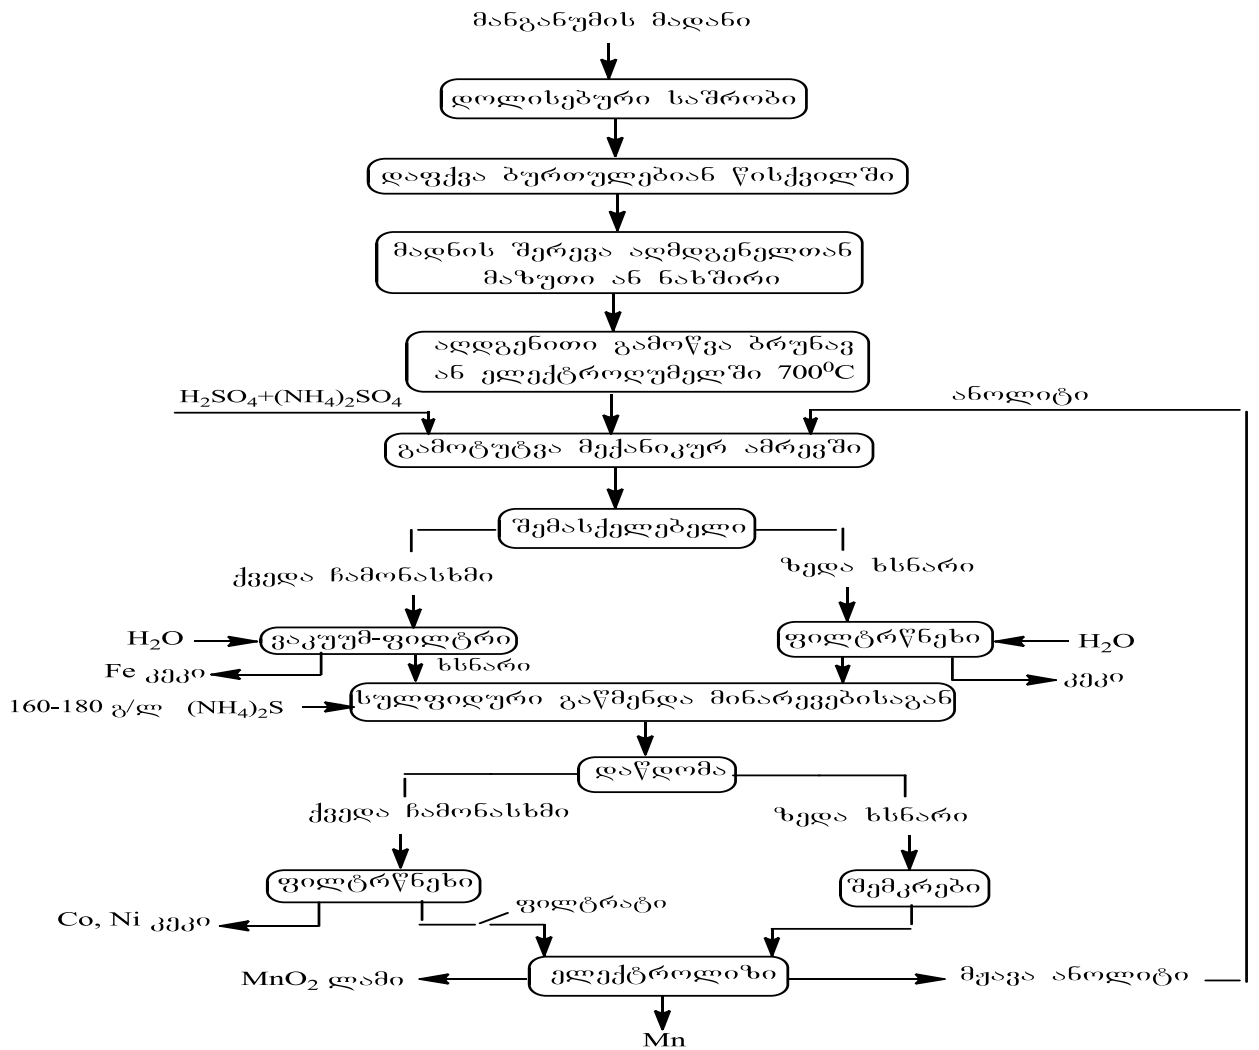 მანგანუმის მადანი
დოლისებური საშრობი
დაფქვა ბურთულებიან წისქვილში
მადნის შერევა აღმდგენელთან
მაზუთი ან ნახშირი
აღდგენითი გამოწვა ბრუნავ
ან ელექტროღუმელში 700⁰C
H₂SO₄+(NH₄)₂SO₄
ანოლიტი
გამოტუტვა მექანიკურ ამრევში
შემასქელებელი
ქვედა ჩამონასხმი
ზედა ხსნარი
H₂O
ვაკუუმ-ფილტრი
ფილტრწნეხი
H₂O
Fe კეკი
ხსნარი
კეკი
160-180 გ/ლ (NH₄)₂S
სულფიდური გაწმენდა მინარევებისაგან
დაწდომა
ქვედა ჩამონასხმი
ზედა ხსნარი
ფილტრწნეხი
შემკრები
Co, Ni კეკი
ფილტრატი
MnO₂ ლამი
ელექტროლიზი
მჟავა ანოლიტი
Mn